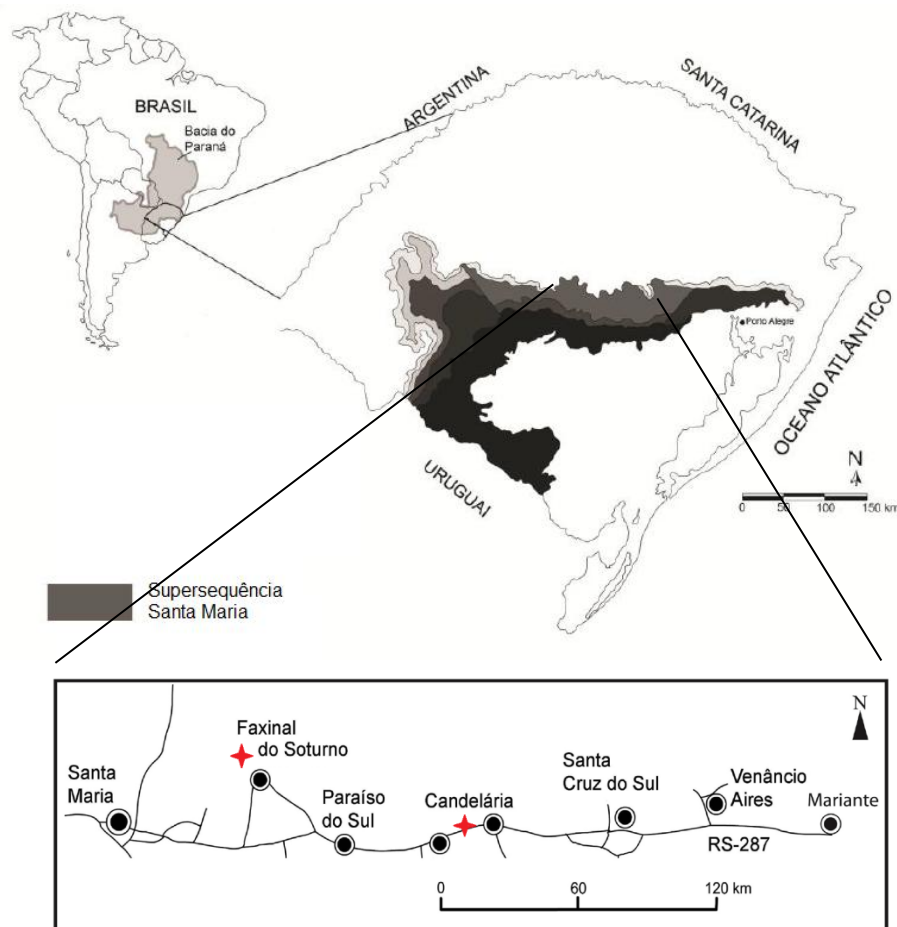 BRASIL
Bacia do
Paraná
ARGENTINA
SANTA CATARINA
Porto Alegre
OCEANO ATLÂNTICO
URUGUAI
N
0 50 100 150 km
Supersequência
Santa Maria
N
Faxinal
do Soturno
Santa
Maria
Paraíso
do Sul
Candelária
Santa
Cruz do Sul
Venâncio
Aires
Mariante
RS-287
0 60 120 km